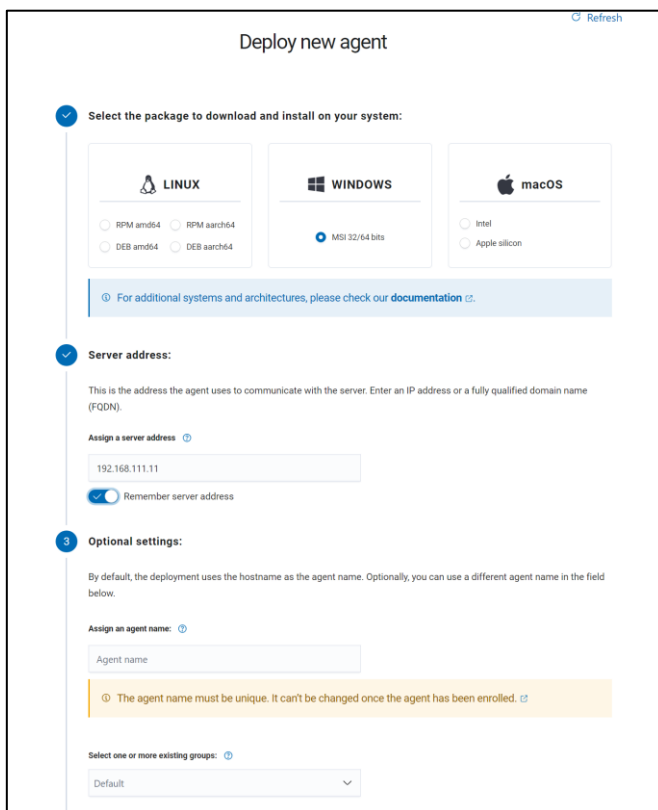 Refresh
Deploy new agent
Select the package to download and install on your system:
LINUX
RPM amd64 RPM aarch64
DEB amd64 DEB aarch64
WINDOWS
MSI 32/64 bits
macOS
Intel
Apple silicon
For additional systems and architectures, please check our documentation.
Server address:
This is the address the agent uses to communicate with the server. Enter an IP address or a fully qualified domain name
(FQDN).
Assign a server address
192.168.111.11
Remember server address
3 Optional settings:
By default, the deployment uses the hostname as the agent name. Optionally, you can use a different agent name in the field
below.
Assign an agent name:
Agent name
The agent name must be unique. It can't be changed once the agent has been enrolled.
Select one or more existing groups:
Default